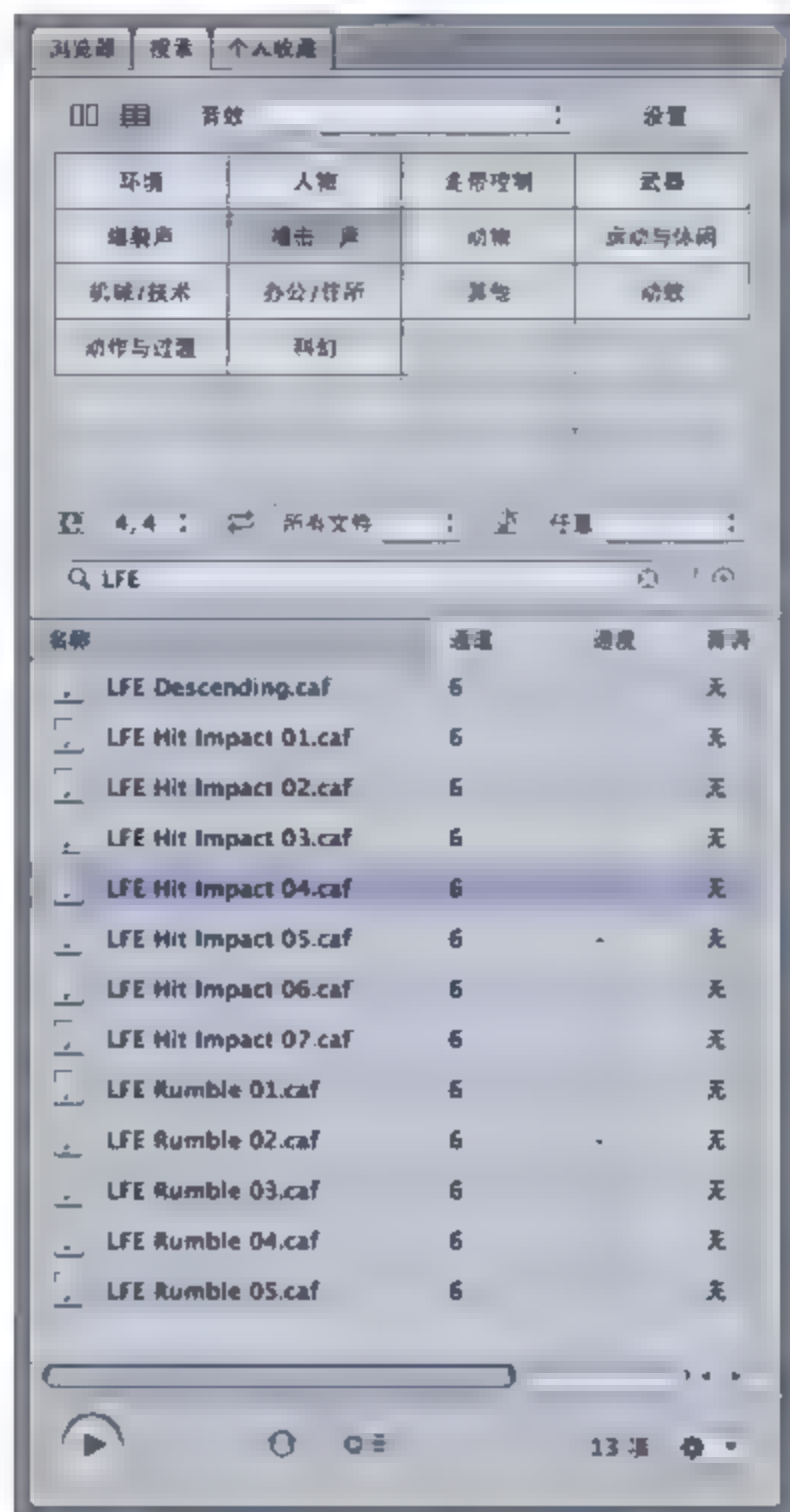 浏览器 搜索 个人收藏
音效 设置
环境 人物 武器
爆裂声 撞击 声 动物 运动与休闲
机械/技术 办公/住所 其他 动效
动作与过渡 科幻
4,4 所有文件 任意
LFE
名称 通道 速度
LFE Descending.caf 6 无
LFE Hit Impact 01.caf 6 无
LFE Hit Impact 02.caf 6 无
LFE Hit Impact 03.caf 6 无
LFE Hit Impact 04.caf 6 无
LFE Hit Impact 05.caf 6 - 无
LFE Hit Impact 06.caf 6 无
LFE Hit Impact 07.caf 6 无
LFE Rumble 01.caf 6 无
LFE Rumble 02.caf 6 - 无
LFE Rumble 03.caf 6 无
LFE Rumble 04.caf 6 无
LFE Rumble 05.caf 6 无
13 项